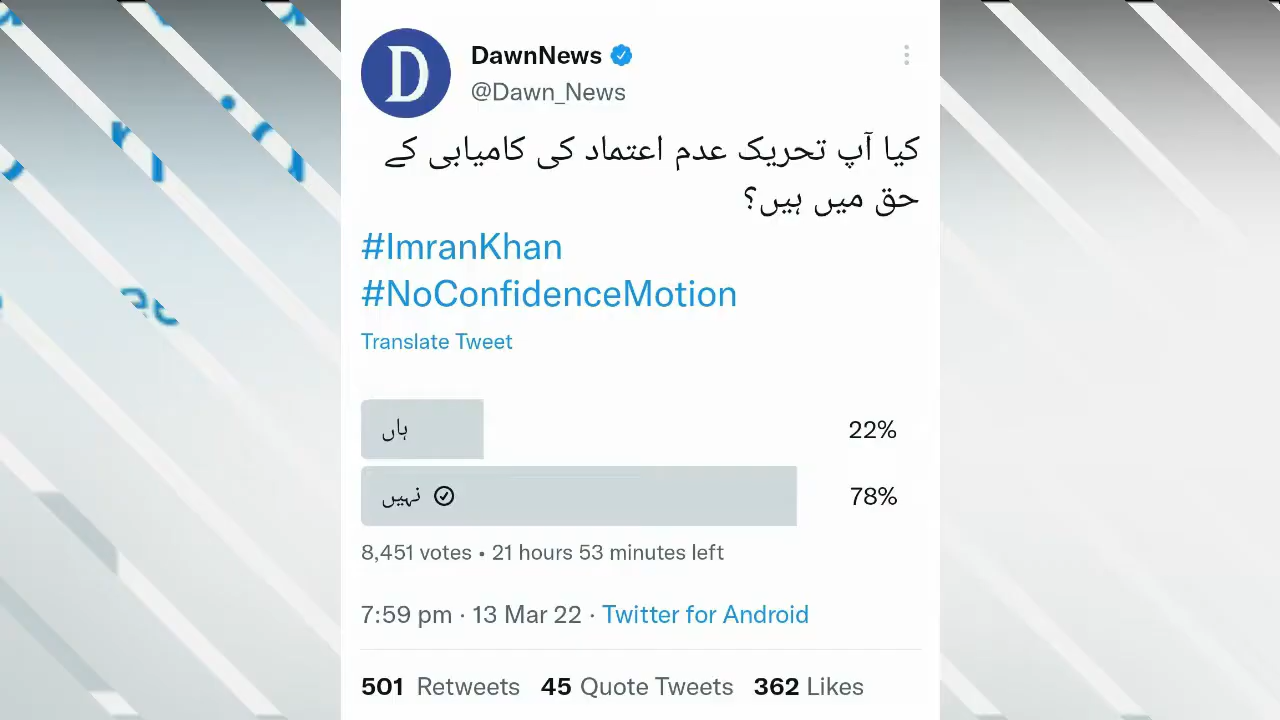 D
DawnNews
@Dawn_News
کیا آپ تحریک عدم اعتماد کی کامیابی کے
حق میں ہیں؟
#ImranKhan
#NoConfidenceMotion
Translate Tweet
ہاں 22%
نہیں 78%
8,451 votes • 21 hours 53 minutes left
7:59 pm · 13 Mar 22 · Twitter for Android
501 Retweets 45 Quote Tweets 362 Likes